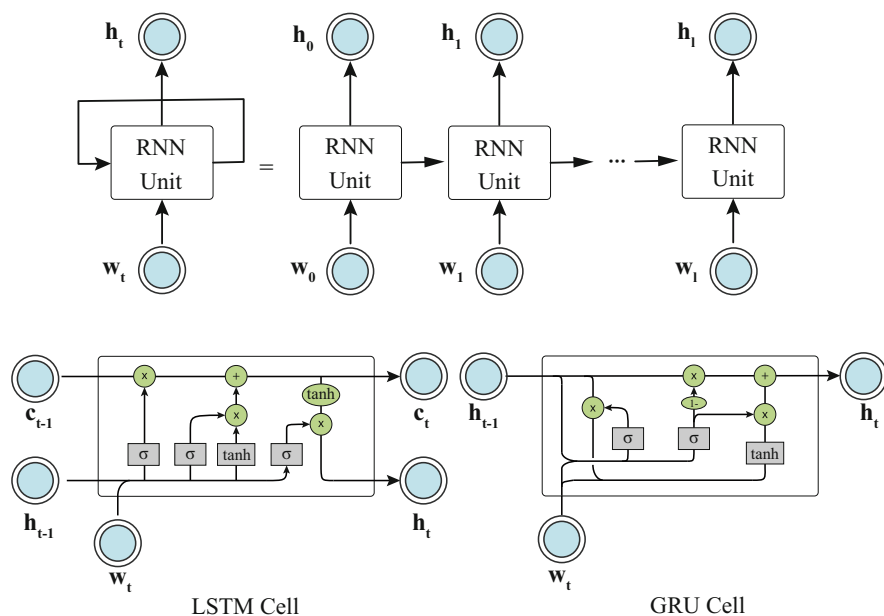 h_t h_0 h_1 h_l
RNN Unit = RNN Unit RNN Unit ... RNN Unit
w_t w_0 w_1 w_l
x + tanh x x
c_{t-1} c_t
σ σ tanh σ
h_{t-1} h_t
w_t
LSTM Cell
x + x 1- x
h_{t-1} h_t
σ σ tanh
w_t
GRU Cell